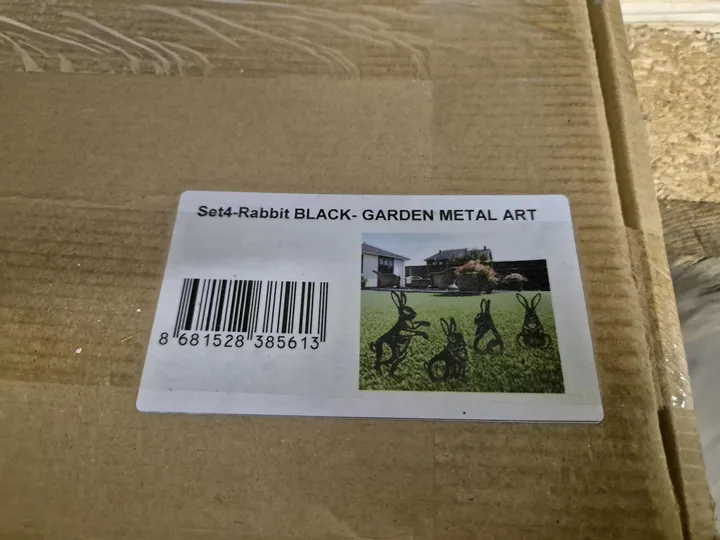 Set4-Rabbit BLACK- GARDEN METAL ART
8 681528 385613